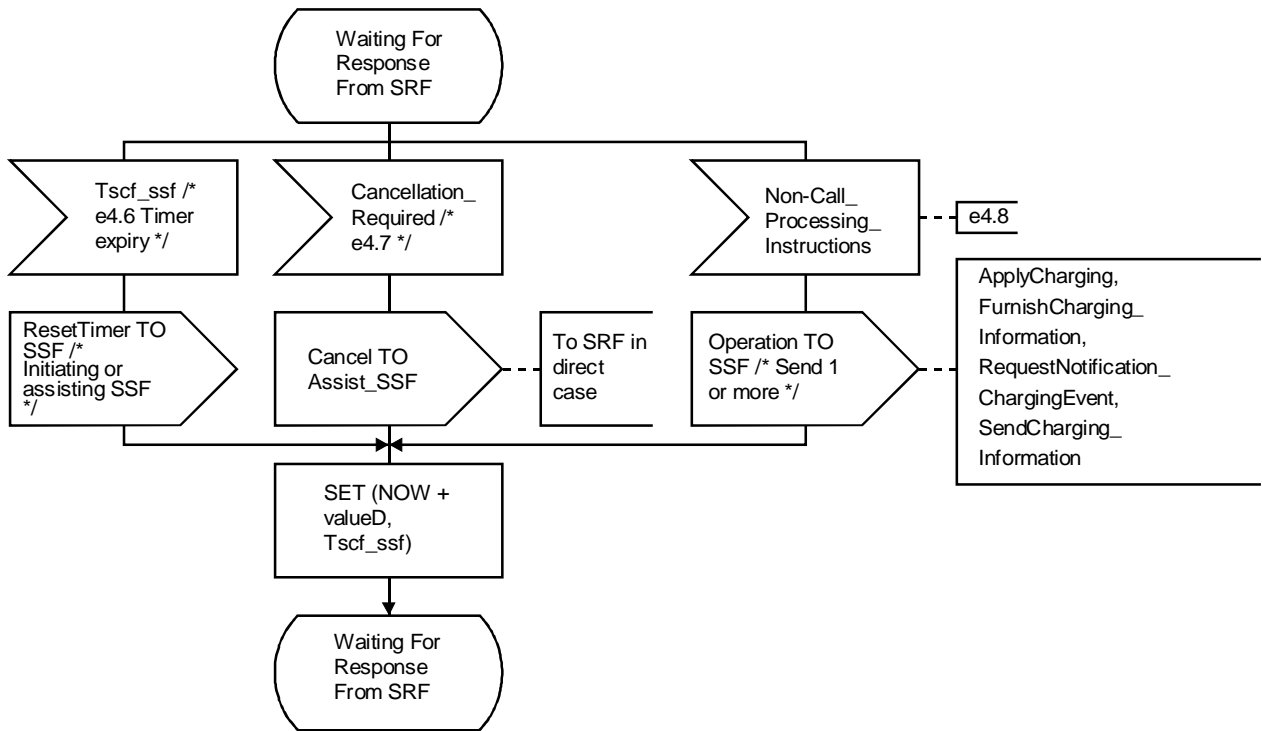 Waiting For
Response
From SRF
Tscf_ssf /*
e4.6 Timer
expiry */
Cancellation_
Required /*
e4.7 */
Non-Call_
Processing_
Instructions
e4.8
ResetTimer TO
SSF /*
Initiating or
assisting SSF
*/
Cancel TO
Assist_SSF
To SRF in
direct
case
Operation TO
SSF /* Send 1
or more */
ApplyCharging,
FurnishCharging_
Information,
RequestNotification_
ChargingEvent,
SendCharging_
Information
SET (NOW +
valueD,
Tscf_ssf)
Waiting For
Response
From SRF